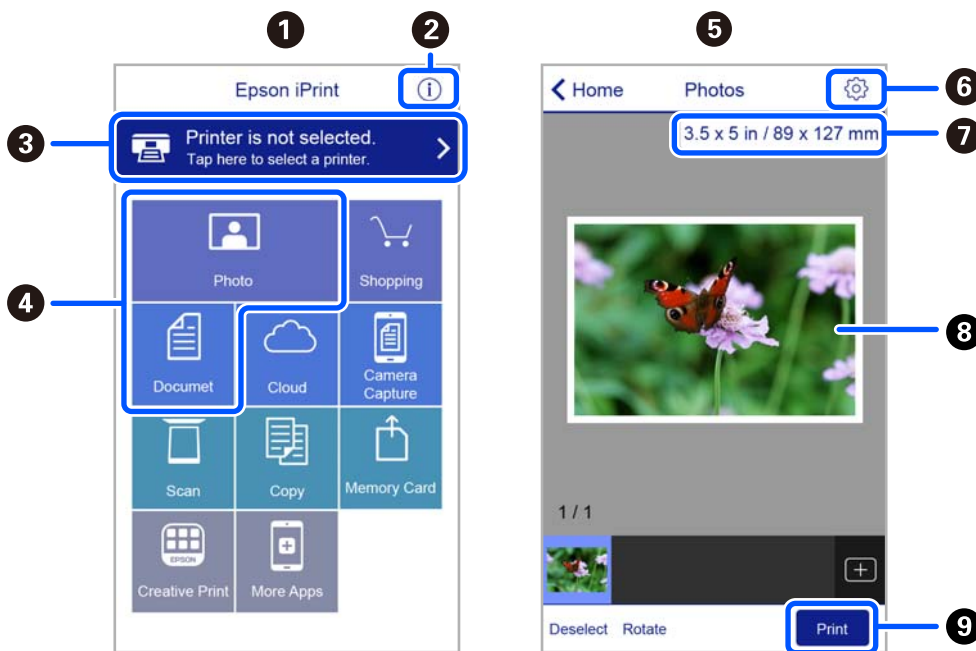 1
2
Epson iPrint
3
Printer is not selected.
Tap here to select a printer.
4
Photo
Shopping
Documet
Cloud
Camera
Capture
Scan
Copy
Memory Card
EPSON
Creative Print
More Apps
5
Home
Photos
6
3.5 x 5 in / 89 x 127 mm
7
8
1 / 1
Deselect
Rotate
Print
9